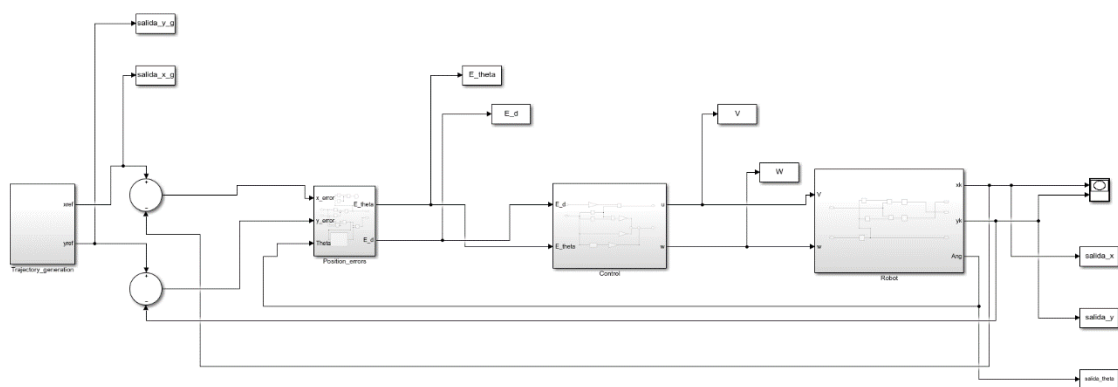 salida_y_g
salida_x_g
E_theta
E_d
V
W
xref
yref
Trajectory_generation
+
-
+
-
x_error
y_error
Theta
E_theta
E_d
Position_errors
E_d
E_theta
u
w
Control
V
w
xk
yk
Ang
Robot
salida_x
salida_y
salida_theta